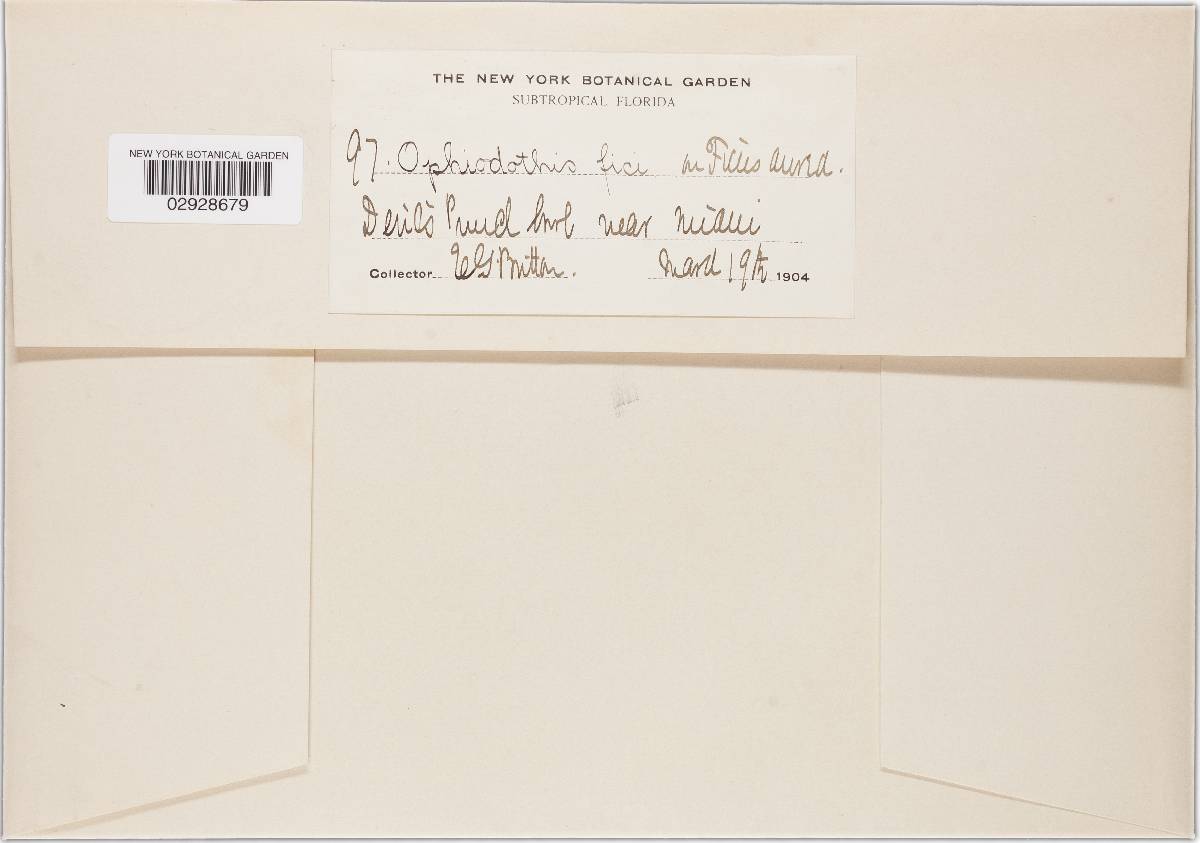 THE NEW YORK BOTANICAL GARDEN
SUBTROPICAL FLORIDA
97. Ophiodothis fici on Ficus aurea.
Devil's Punch bowl near Miami
Collector E G Britton. March 19th 1904
NEW YORK BOTANICAL GARDEN
02928679